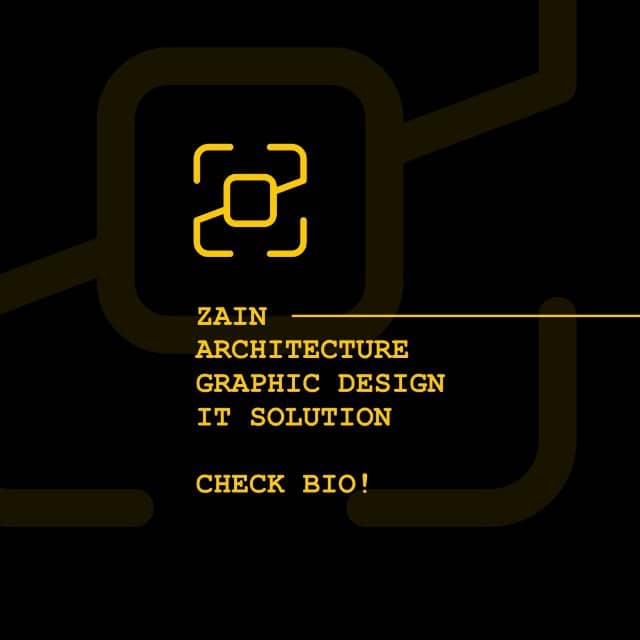 ZAIN
ARCHITECTURE
GRAPHIC DESIGN
IT SOLUTION
CHECK BIO!